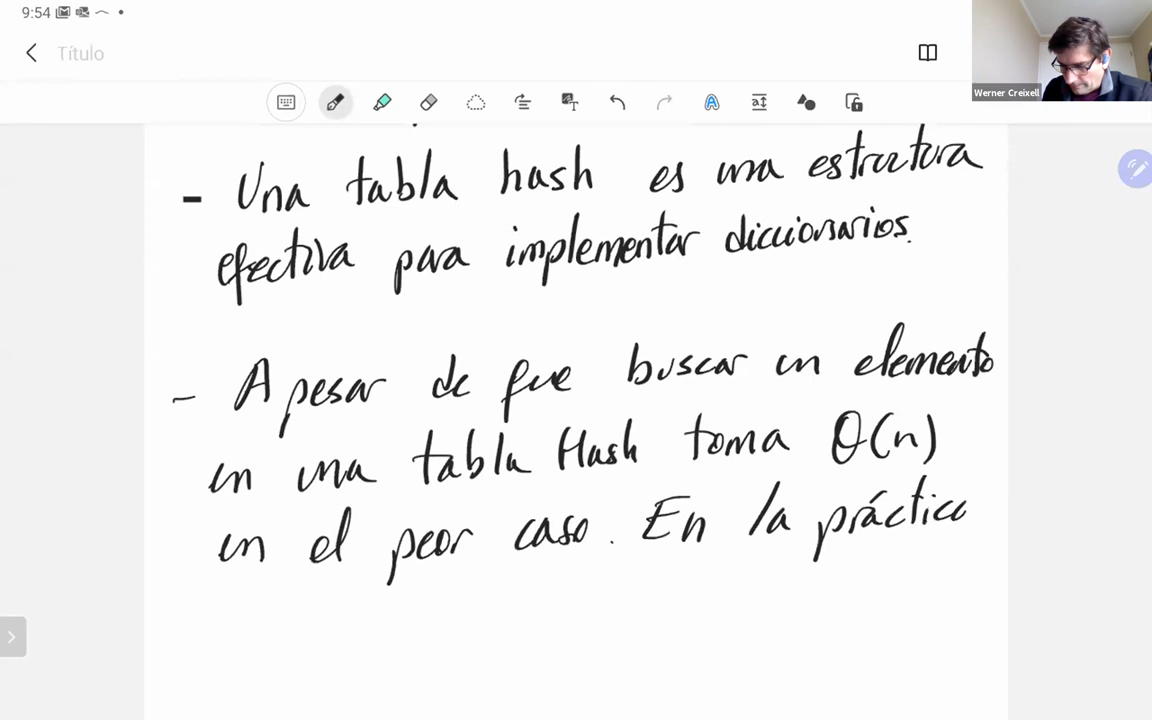 9:54
Título
Werner Creixell
- Una tabla hash es una estructura
efectiva para implementar diccionarios.
- A pesar de que buscar un elemento
en una tabla Hash toma Θ(n)
en el peor caso. En la práctica